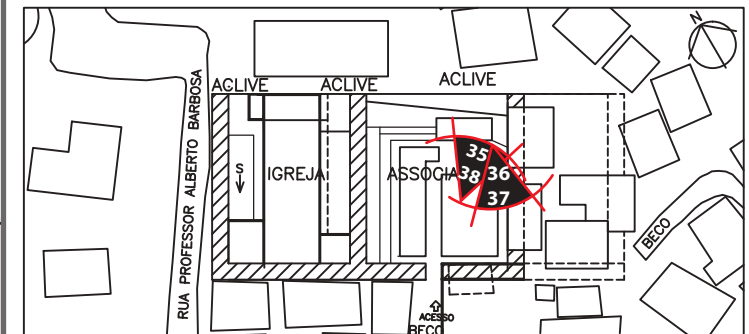 N
ACLIVE
ACLIVE
ACLIVE
RUA PROFESSOR ALBERTO BARBOSA
S
IGREJA
ASSOCIA
35
38
36
37
BECO
ACESSO
BECO